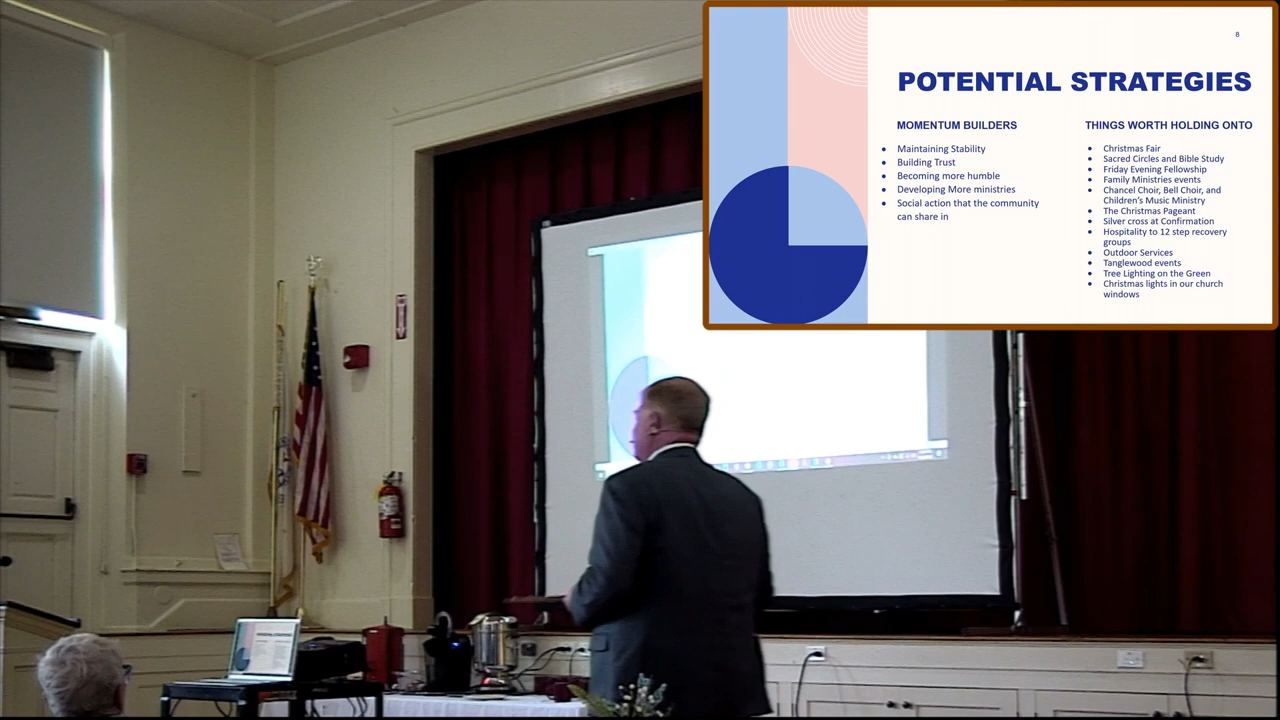 8
POTENTIAL STRATEGIES
MOMENTUM BUILDERS
Maintaining Stability
Building Trust
Becoming more humble
Developing More ministries
Social action that the community
can share in
THINGS WORTH HOLDING ONTO
Christmas Fair
Sacred Circles and Bible Study
Friday Evening Fellowship
Family Ministries events
Chancel Choir, Bell Choir, and
Children's Music Ministry
The Christmas Pageant
Silver cross at Confirmation
Hospitality to 12 step recovery
groups
Outdoor Services
Tanglewood events
Tree Lighting on the Green
Christmas lights in our church
windows